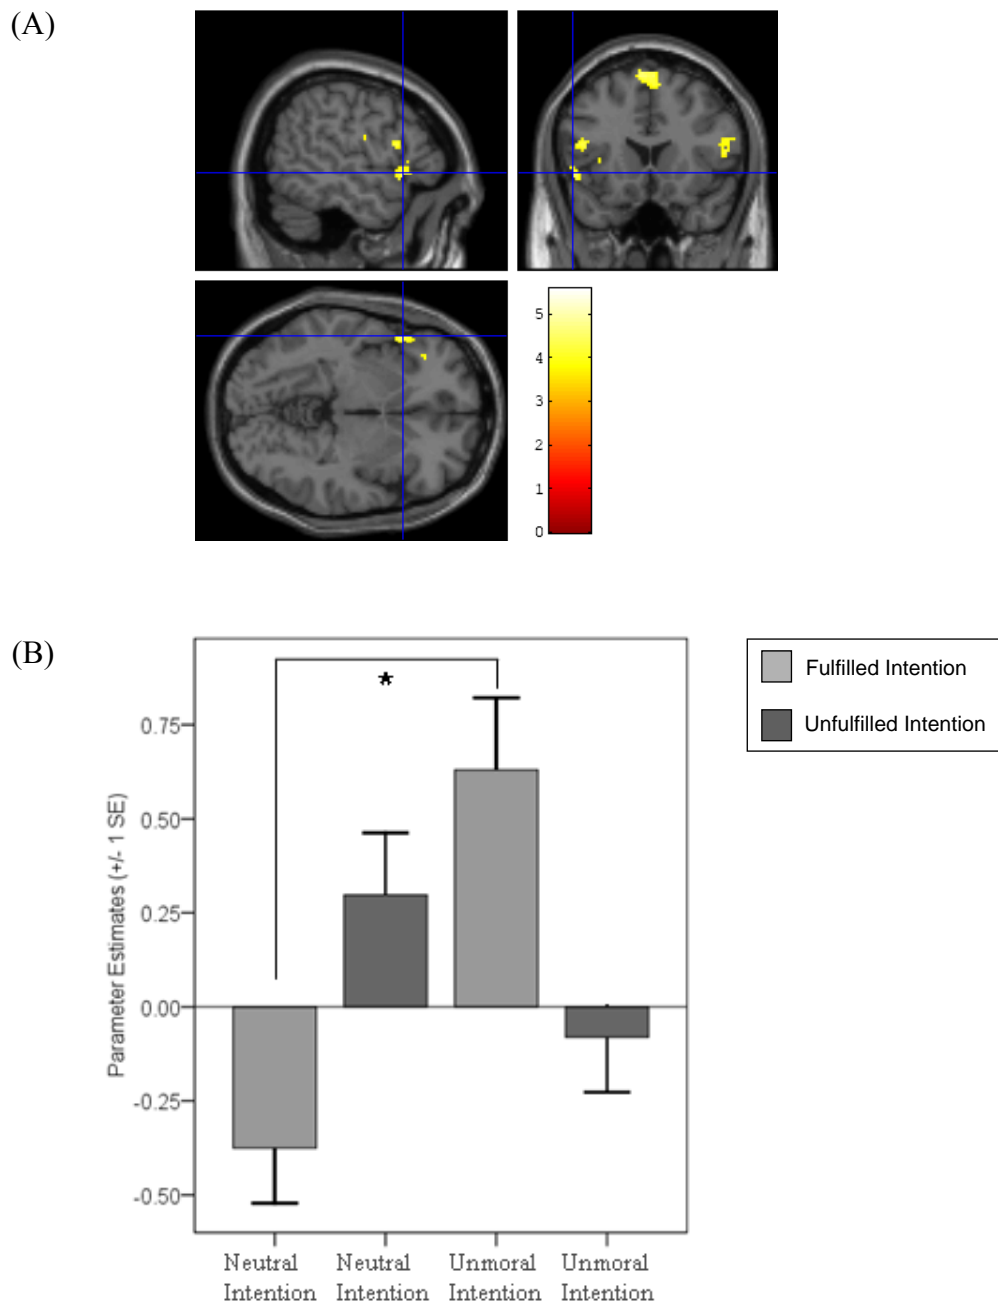 (A)
5
4
3
2
1
0
(B)
Fulfilled Intention
Unfulfilled Intention
*
0.75
0.50
0.25
0.00
-0.25
-0.50
Parameter Estimates (+/- 1 SE)
Neutral Neutral Unmoral Unmoral
Intention Intention Intention Intention